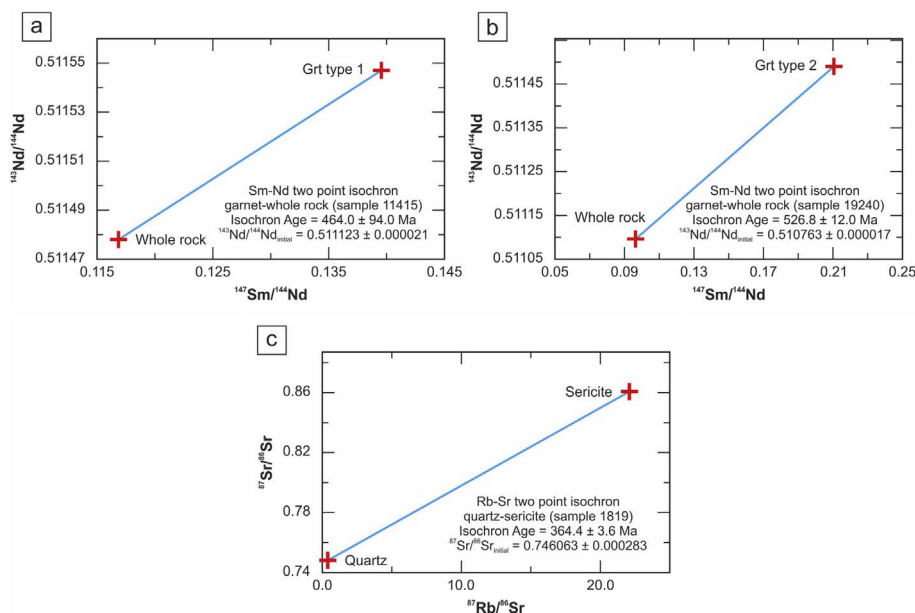 a
¹⁴³Nd/¹⁴⁴Nd
0.51155
0.51153
0.51151
0.51149
0.51147
Grt type 1
Whole rock
Sm-Nd two point isochron
garnet-whole rock (sample 11415)
Isochron Age = 464.0 ± 94.0 Ma
¹⁴³Nd/¹⁴⁴Nd initial = 0.511123 ± 0.000021
0.115 0.125 0.135 0.145
¹⁴⁷Sm/¹⁴⁴Nd
b
¹⁴³Nd/¹⁴⁴Nd
0.51145
0.51135
0.51125
0.51115
0.51105
Grt type 2
Whole rock
Sm-Nd two point isochron
garnet-whole rock (sample 19240)
Isochron Age = 526.8 ± 12.0 Ma
¹⁴³Nd/¹⁴⁴Nd initial = 0.510763 ± 0.000017
0.05 0.09 0.13 0.17 0.21 0.25
¹⁴⁷Sm/¹⁴⁴Nd
c
⁸⁷Sr/⁸⁶Sr
0.86
0.82
0.78
0.74
Sericite
Quartz
Rb-Sr two point isochron
quartz-sericite (sample 1819)
Isochron Age = 364.4 ± 3.6 Ma
⁸⁷Sr/⁸⁶Sr initial = 0.746063 ± 0.000283
0.0 10.0 20.0
⁸⁷Rb/⁸⁶Sr